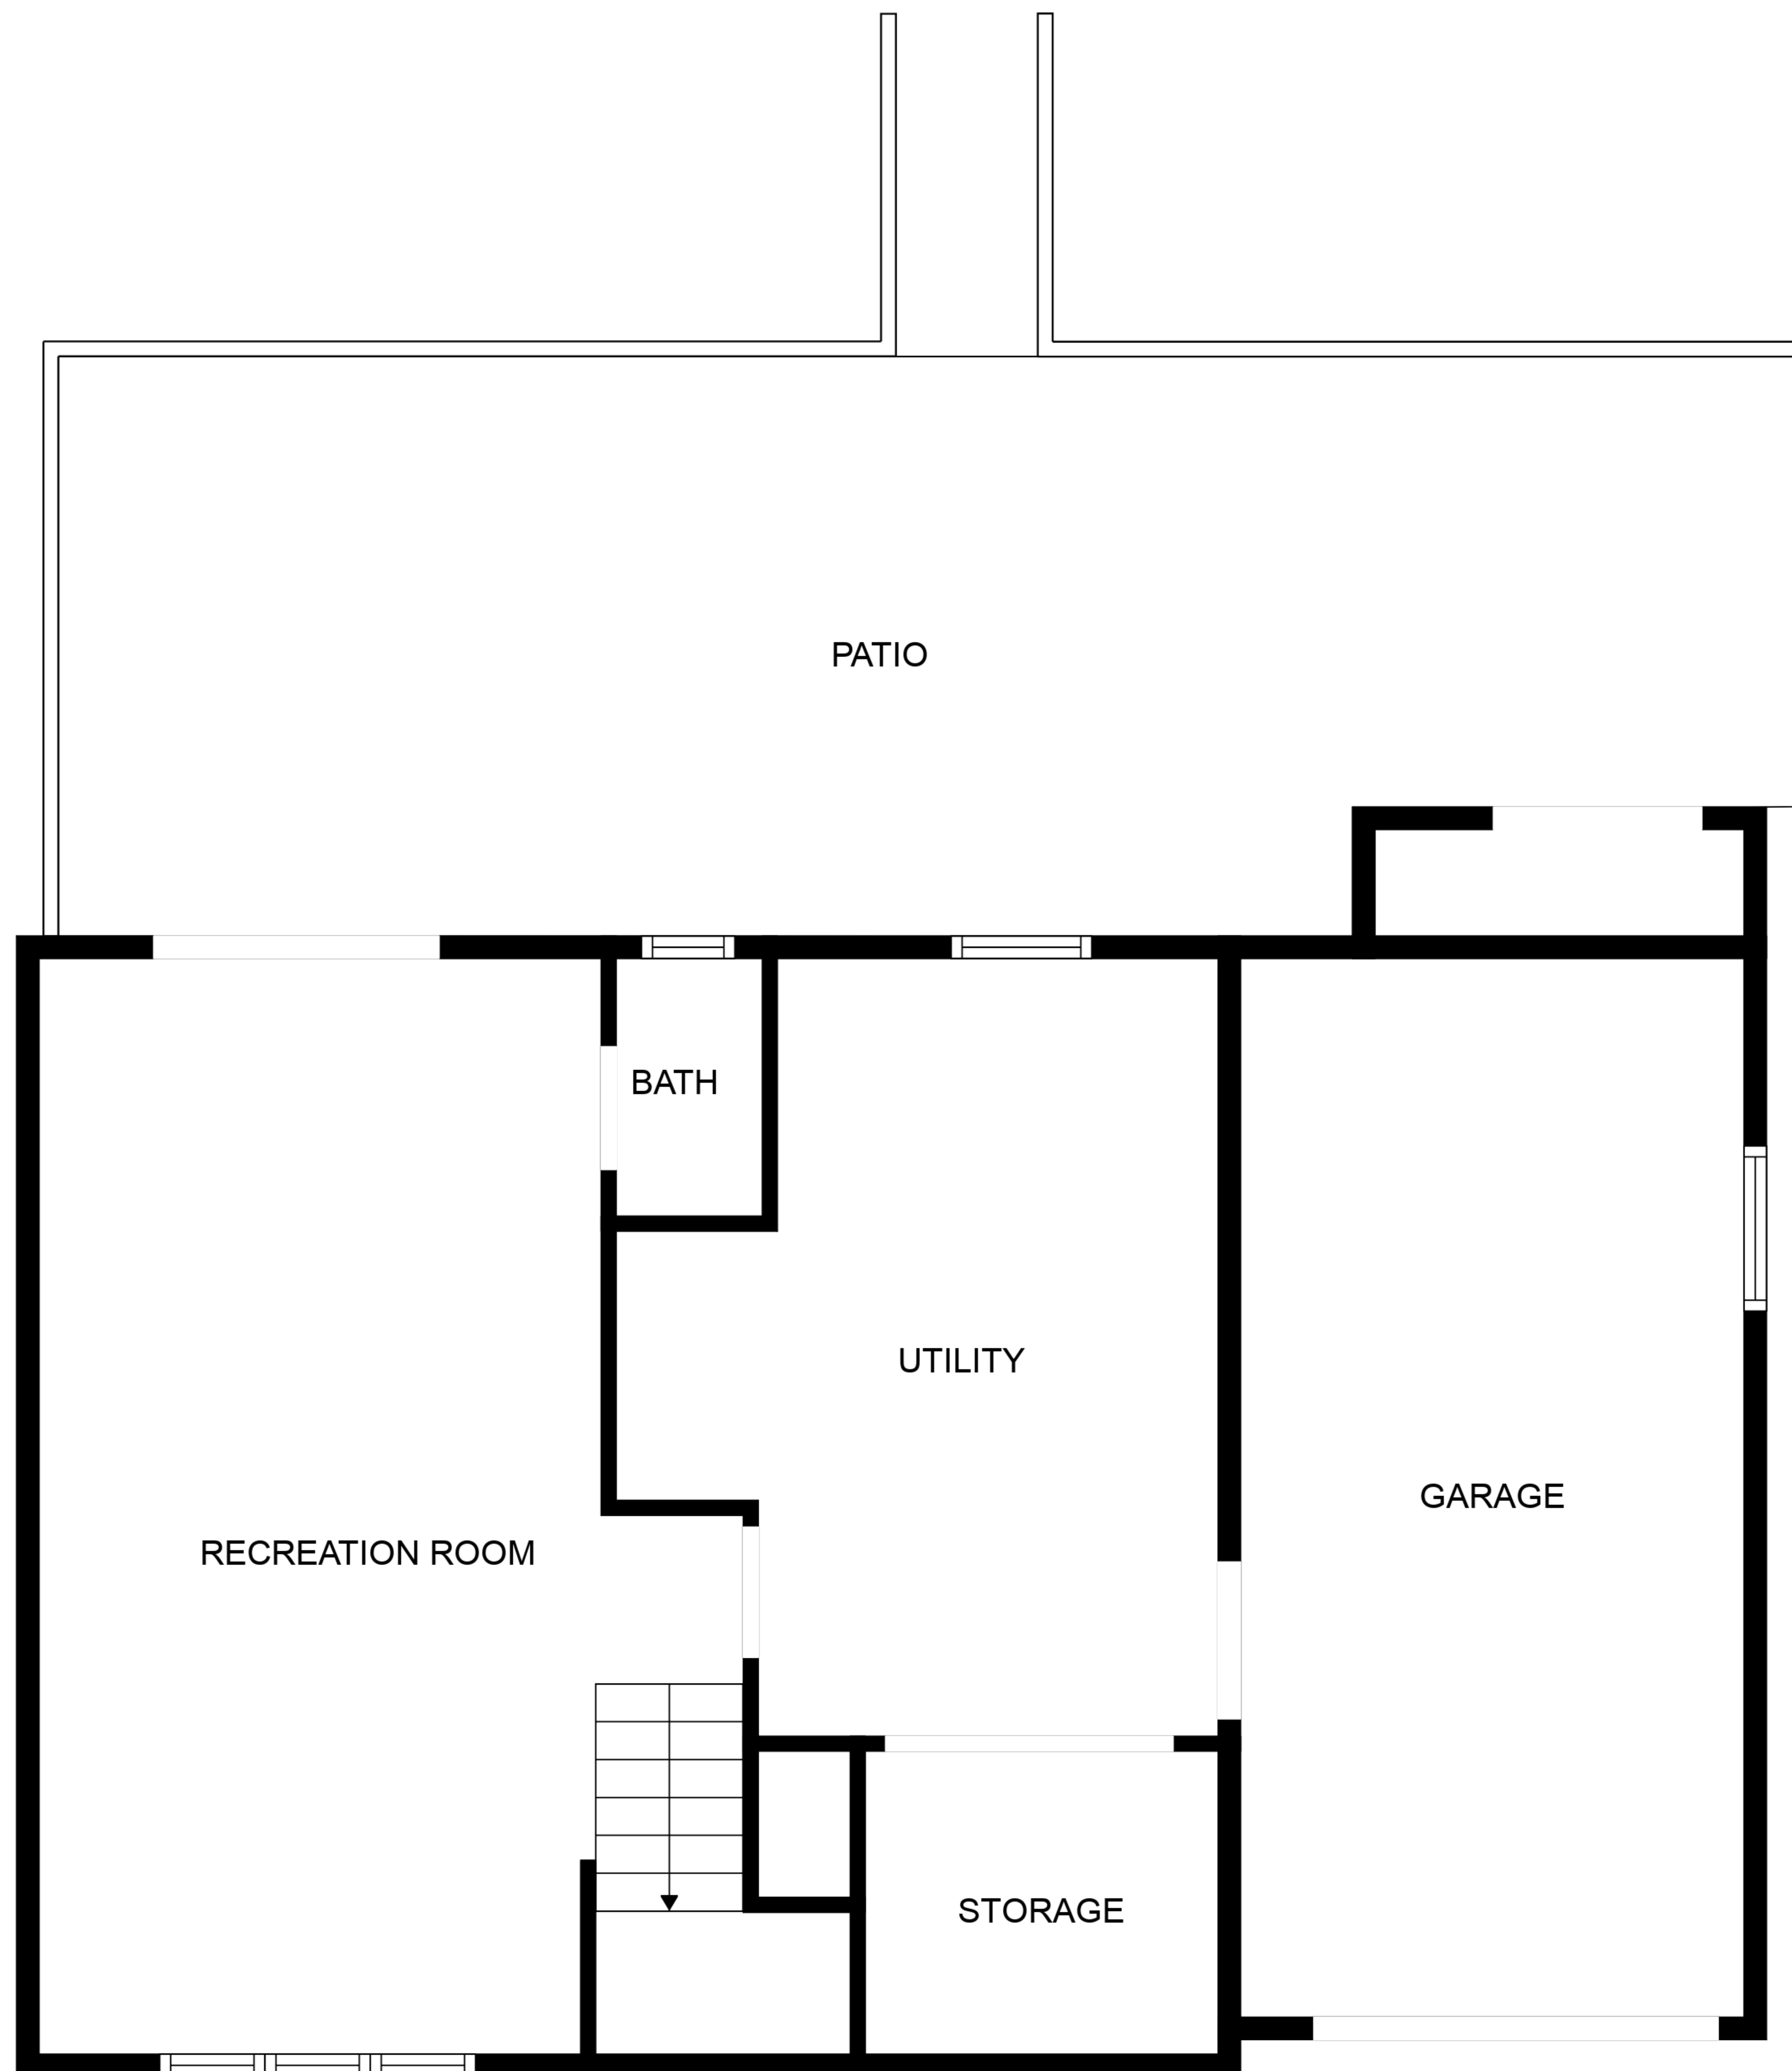 PATIO
BATH
UTILITY
GARAGE
RECREATION ROOM
STORAGE